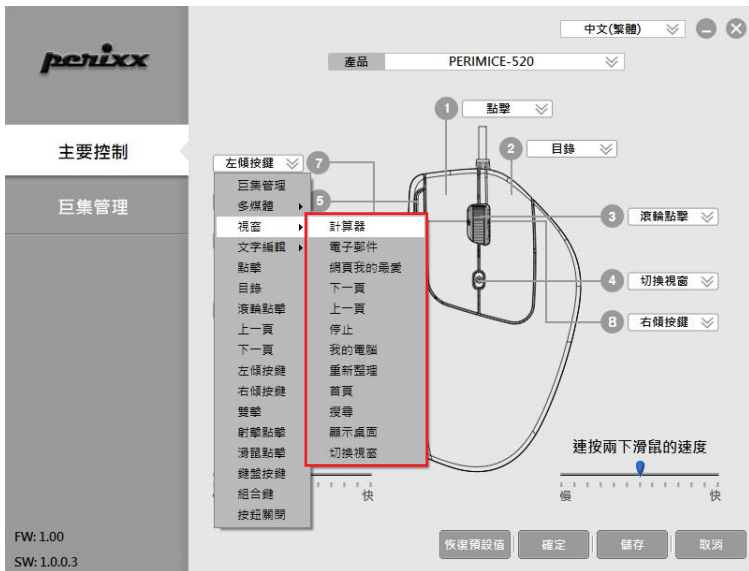 中文(繁體)
perixx
產品 PERIMICE-520
1 點擊
主要控制
2 目錄
左傾按鍵 7
巨集管理
5
3 滾輪點擊
4 切換視窗
8 右傾按鍵
巨集管理
多媒體
視窗
文字編輯
點擊
目錄
滾輪點擊
上一頁
下一頁
左傾按鍵
右傾按鍵
雙擊
射擊點擊
滑鼠點擊
鍵盤按鍵
組合鍵
按鈕關閉
計算器
電子郵件
網頁我的最愛
下一頁
上一頁
停止
我的電腦
重新整理
首頁
搜尋
顯示桌面
切換視窗
連按兩下滑鼠的速度
快
慢 快
FW: 1.00
SW: 1.0.0.3
恢復預設值 確定 儲存 取消